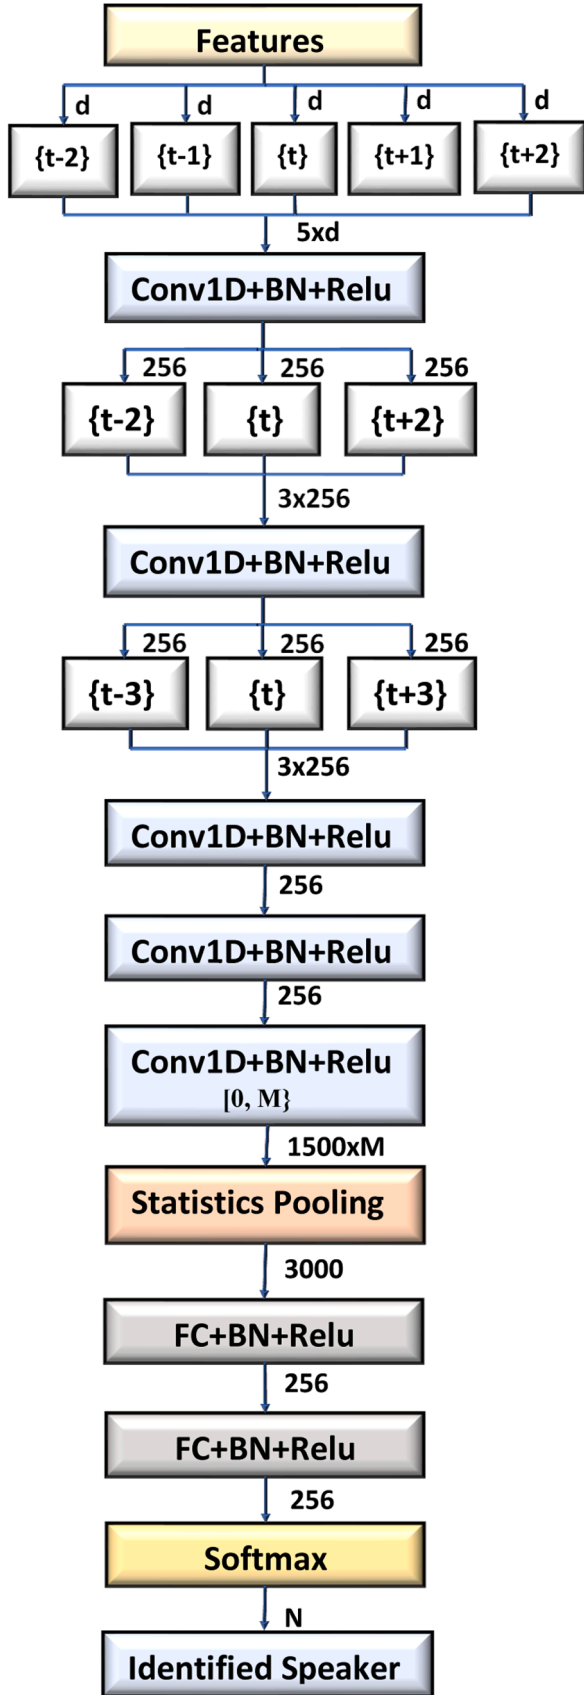 Features
d d d d d
{t-2} {t-1} {t} {t+1} {t+2}
5xd
Conv1D+BN+Relu
256 256 256
{t-2} {t} {t+2}
3x256
Conv1D+BN+Relu
256 256 256
{t-3} {t} {t+3}
3x256
Conv1D+BN+Relu
256
Conv1D+BN+Relu
256
Conv1D+BN+Relu
[0, M}
1500xM
Statistics Pooling
3000
FC+BN+Relu
256
FC+BN+Relu
256
Softmax
N
Identified Speaker